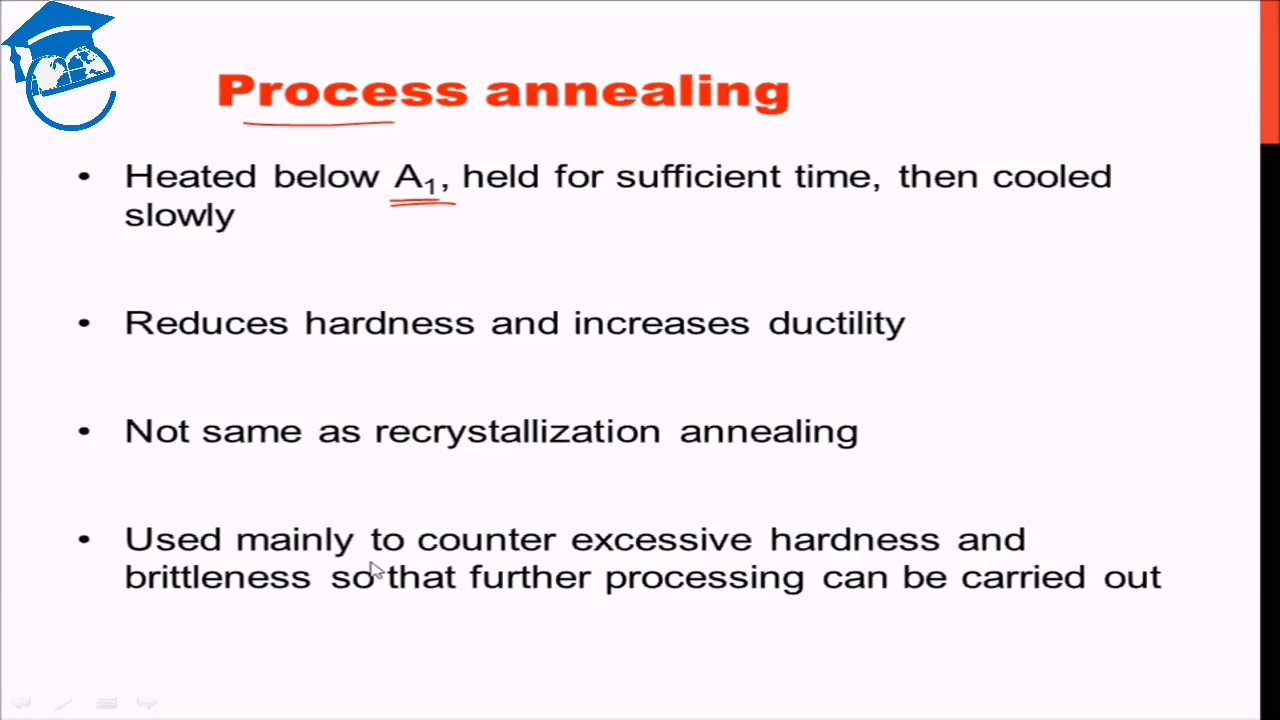 Process annealing
• Heated below A₁, held for sufficient time, then cooled
slowly
• Reduces hardness and increases ductility
• Not same as recrystallization annealing
• Used mainly to counter excessive hardness and
brittleness so that further processing can be carried out